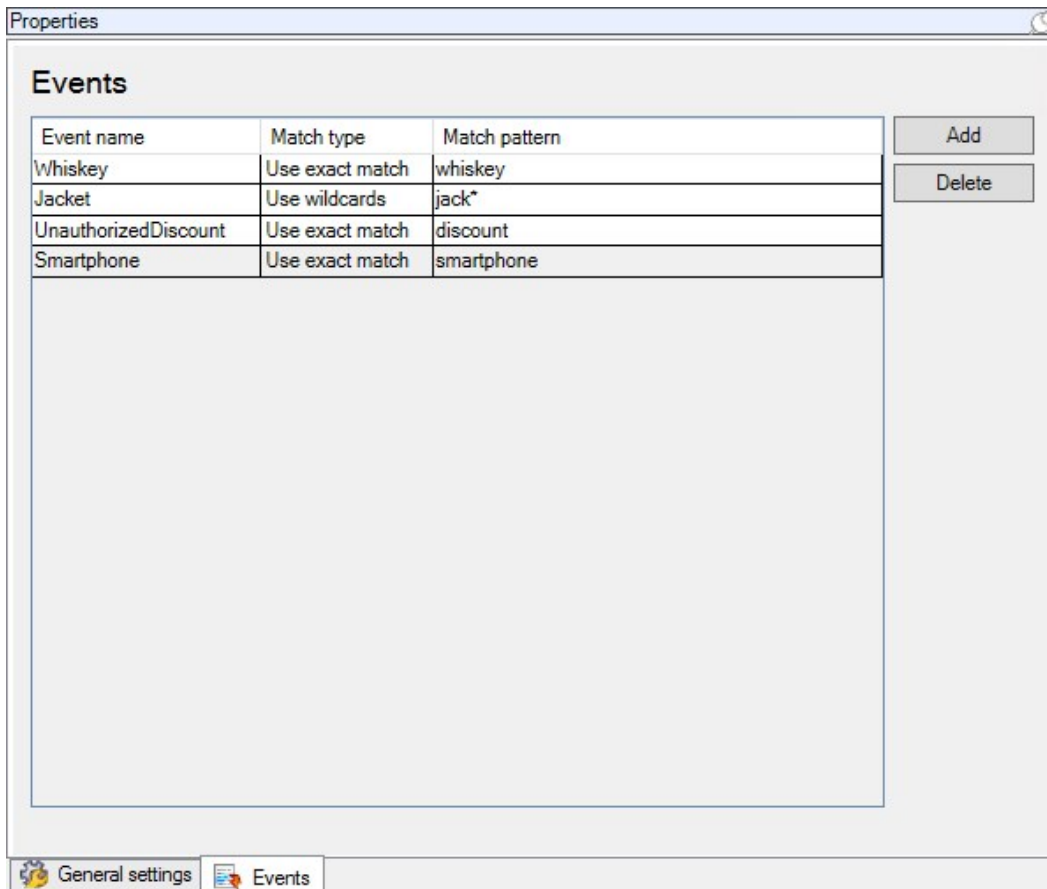 Properties
Events
Event name Match type Match pattern Add
Whiskey Use exact match whiskey
Jacket Use wildcards jack* Delete
UnauthorizedDiscount Use exact match discount
Smartphone Use exact match smartphone
General settings Events